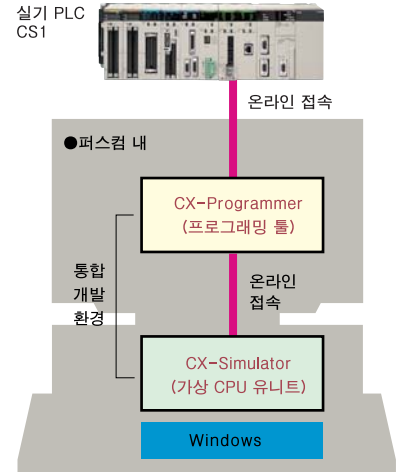 실기 PLC
CS1
온라인 접속
●퍼스컴 내
CX-Programmer
(프로그래밍 툴)
통합
개발
환경
온라인
접속
CX-Simulator
(가상 CPU 유니트)
Windows